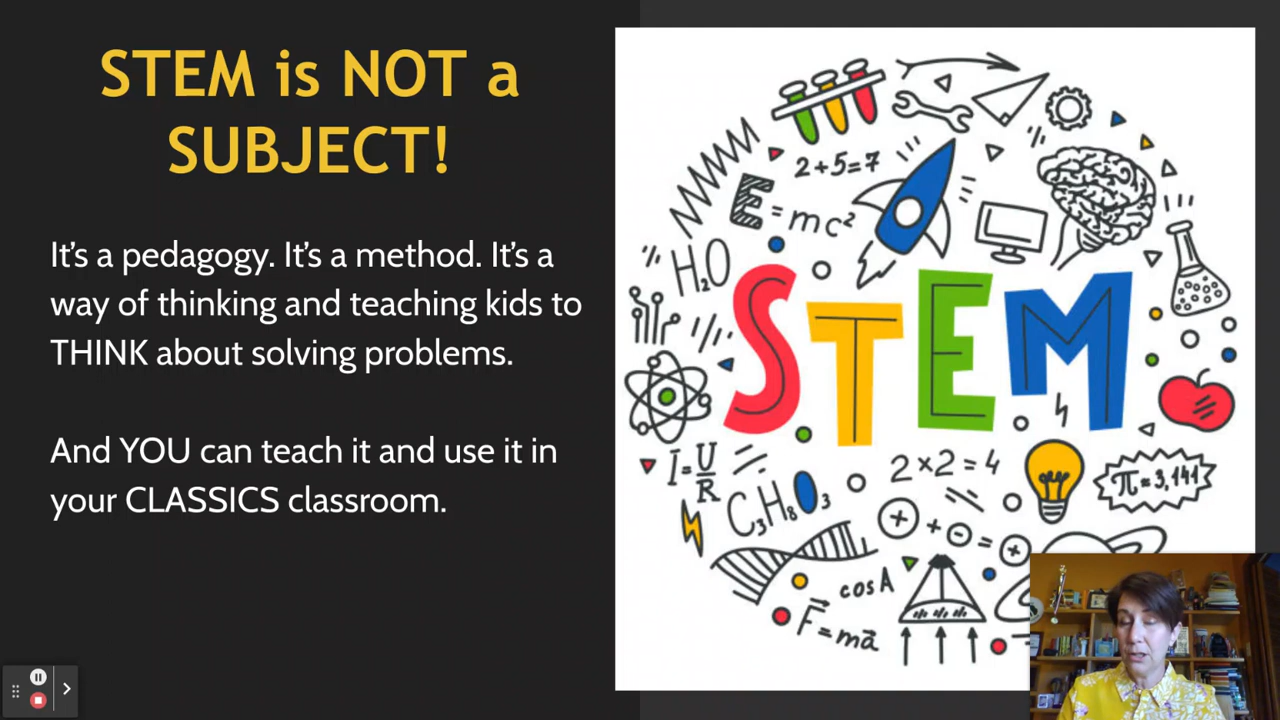 STEM is NOT a
SUBJECT!
It's a pedagogy. It's a method. It's a
way of thinking and teaching kids to
THINK about solving problems.
And YOU can teach it and use it in
your CLASSICS classroom.
2+5=7
E=mc²
H₂O
STEM
I=U/R
2×2=4
π=3,141
C₃H₈O₃
+ + - = +
cos A
F⃗=ma⃗